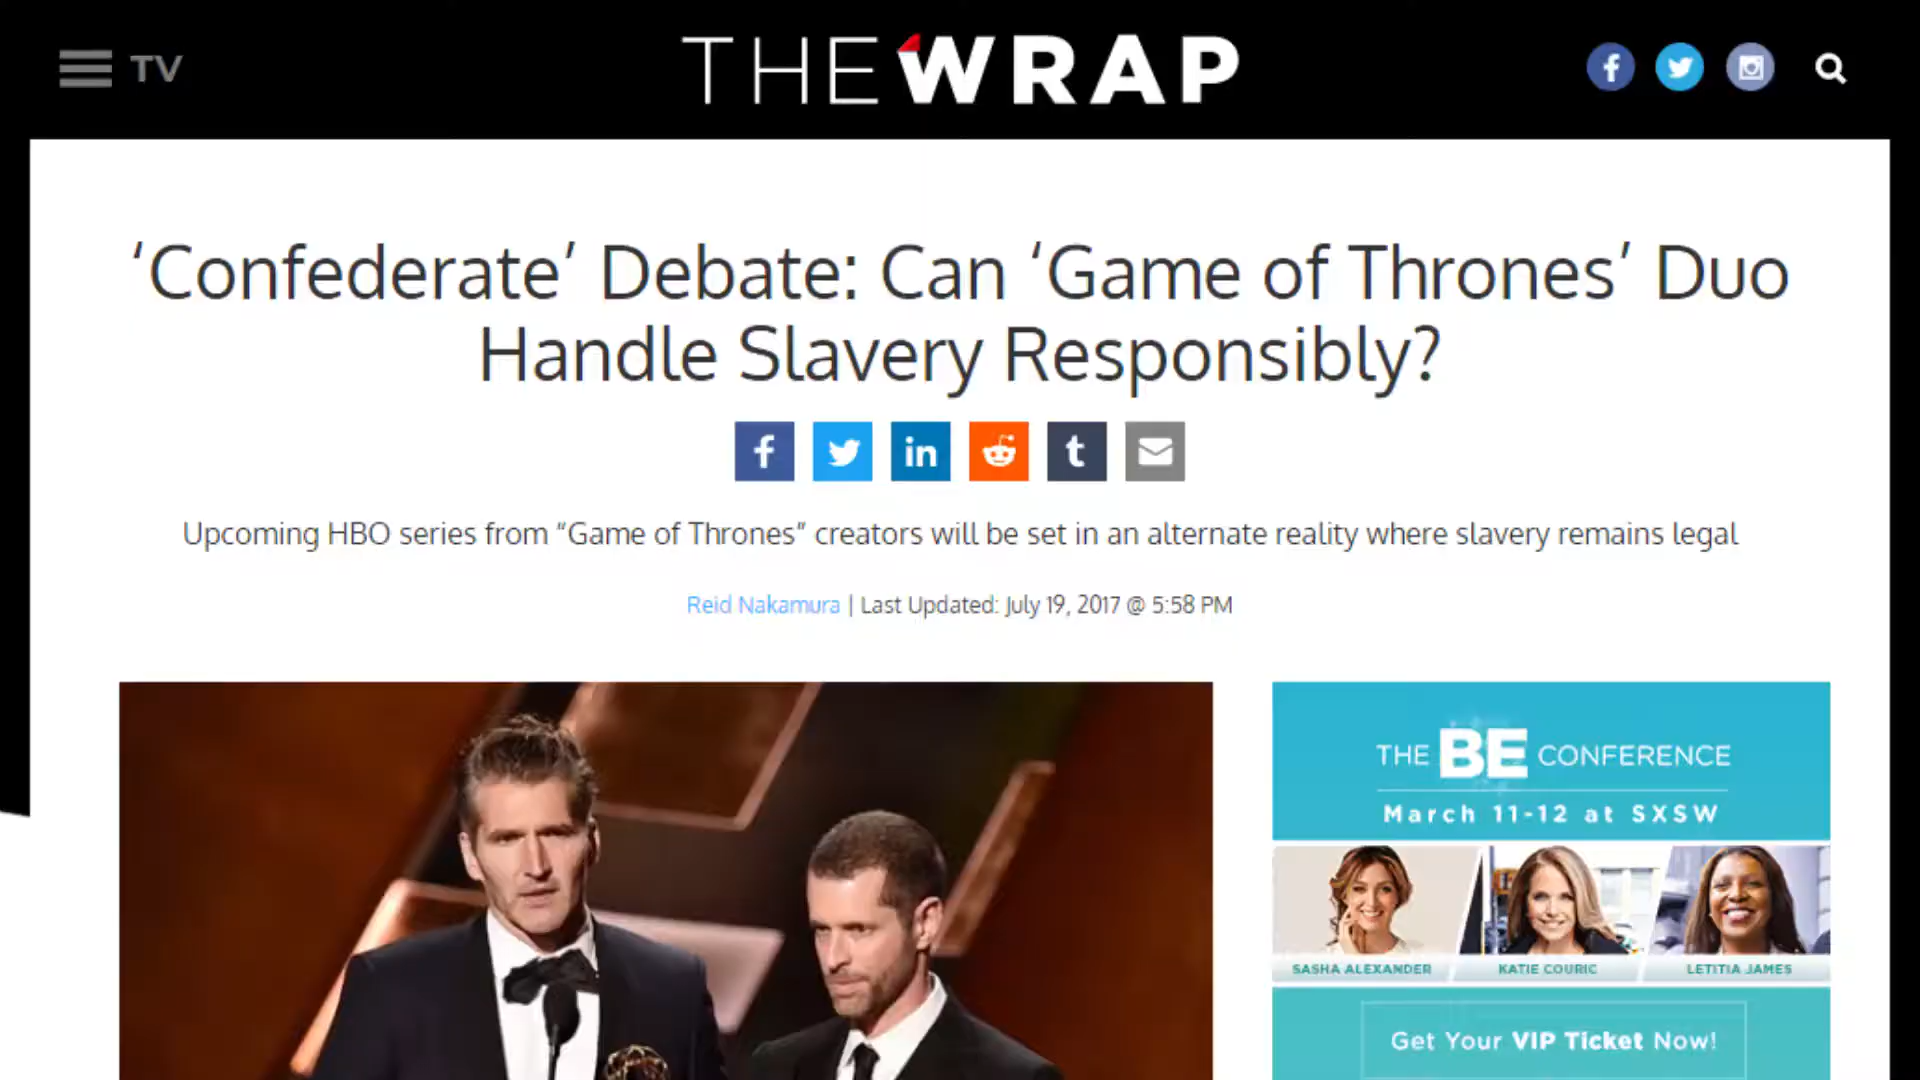 TV
THE WRAP
‘Confederate’ Debate: Can ‘Game of Thrones’ Duo
Handle Slavery Responsibly?
Upcoming HBO series from “Game of Thrones” creators will be set in an alternate reality where slavery remains legal
Reid Nakamura | Last Updated: July 19, 2017 @ 5:58 PM
THE BE CONFERENCE
March 11-12 at SXSW
SASHA ALEXANDER KATIE COURIC LETITIA JAMES
Get Your VIP Ticket Now!